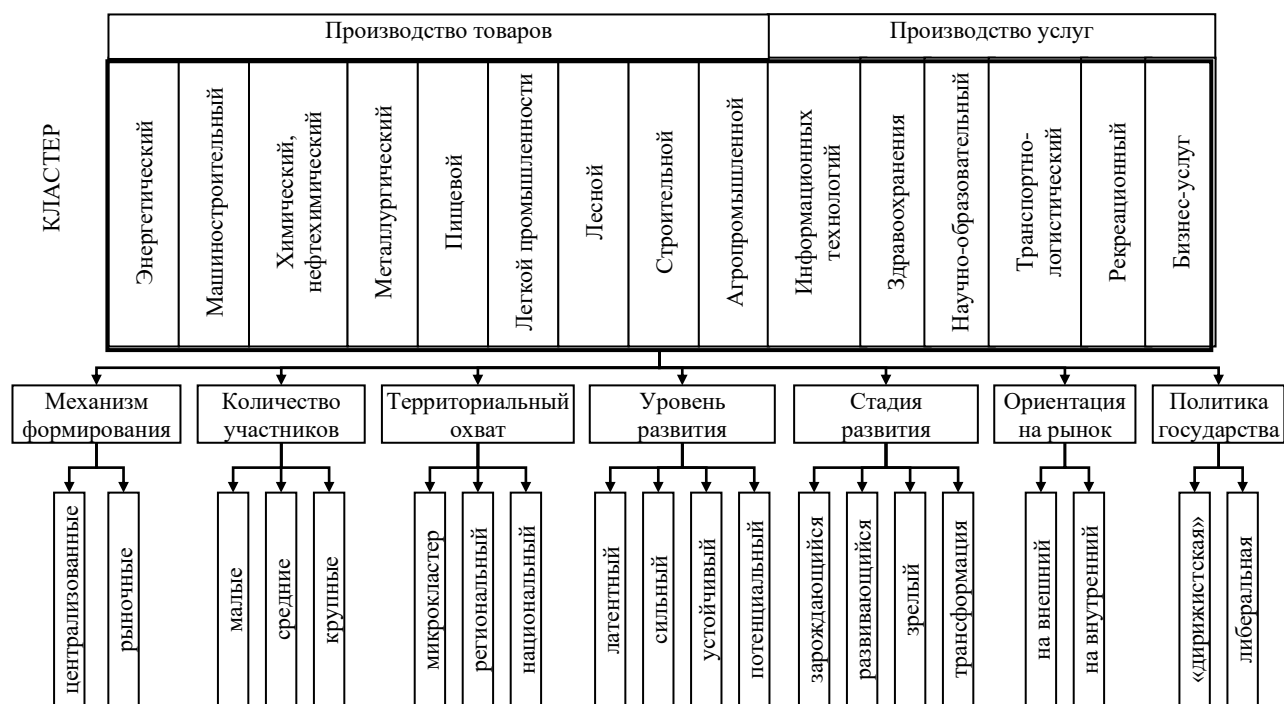 Производство товаров
Производство услуг
КЛАСТЕР
Энергетический
Машиностроительный
Химический,
нефтехимический
Металлургический
Пищевой
Легкой промышленности
Лесной
Строительной
Агропромышленной
Информационных
технологий
Здравоохранения
Научно-образовательный
Транспортно-
логистический
Рекреационный
Бизнес-услуг
Механизм
формирования
Количество
участников
Территориальный
охват
Уровень
развития
Стадия
развития
Ориентация
на рынок
Политика
государства
централизованные
рыночные
малые
средние
крупные
микрокластер
региональный
национальный
латентный
сильный
устойчивый
потенциальный
зарождающийся
развивающийся
зрелый
трансформация
на внешний
на внутренний
«дирижистская»
либеральная